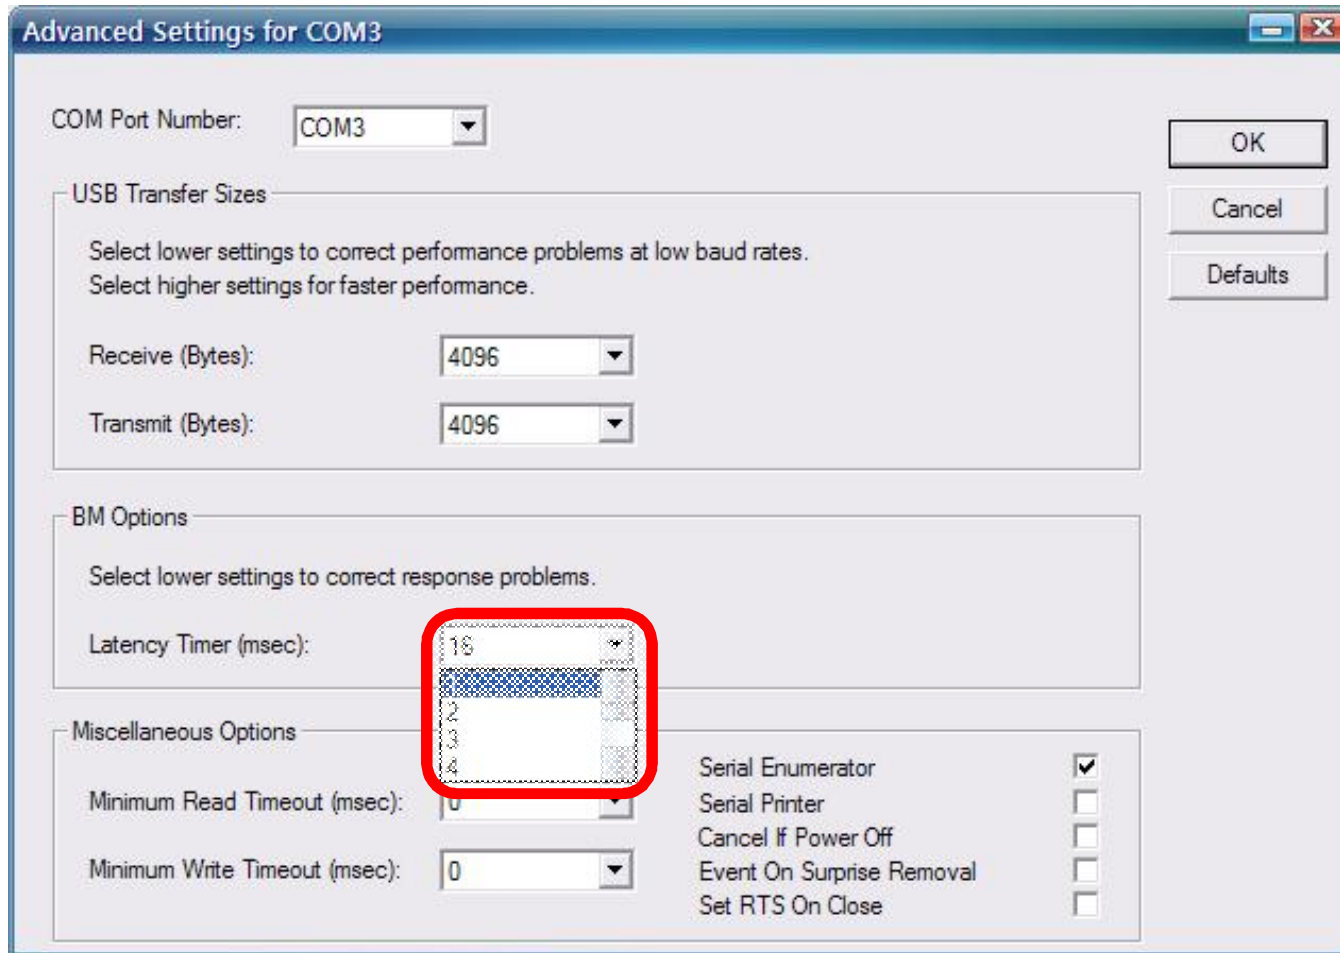 Advanced Settings for COM3
COM Port Number:
COM3
OK
USB Transfer Sizes
Cancel
Select lower settings to correct performance problems at low baud rates.
Select higher settings for faster performance.
Defaults
Receive (Bytes):
4096
Transmit (Bytes):
4096
BM Options
Select lower settings to correct response problems.
Latency Timer (msec):
16
1
2
3
4
Miscellaneous Options
Minimum Read Timeout (msec):
0
Minimum Write Timeout (msec):
0
Serial Enumerator
Serial Printer
Cancel If Power Off
Event On Surprise Removal
Set RTS On Close